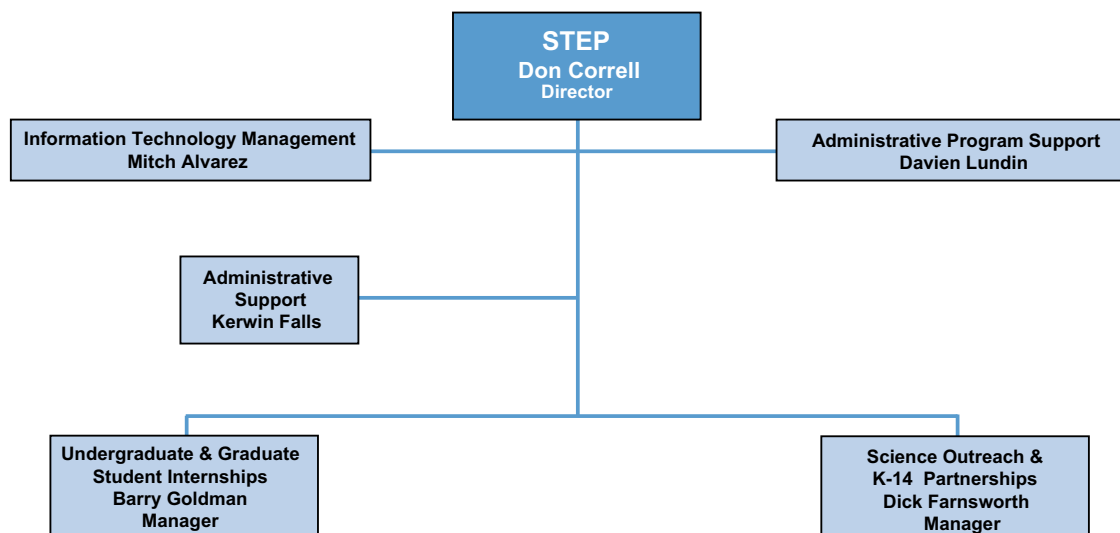 STEP
Don Correll
Director
Information Technology Management
Mitch Alvarez
Administrative Program Support
Davien Lundin
Administrative
Support
Kerwin Falls
Undergraduate & Graduate
Student Internships
Barry Goldman
Manager
Science Outreach &
K-14 Partnerships
Dick Farnsworth
Manager